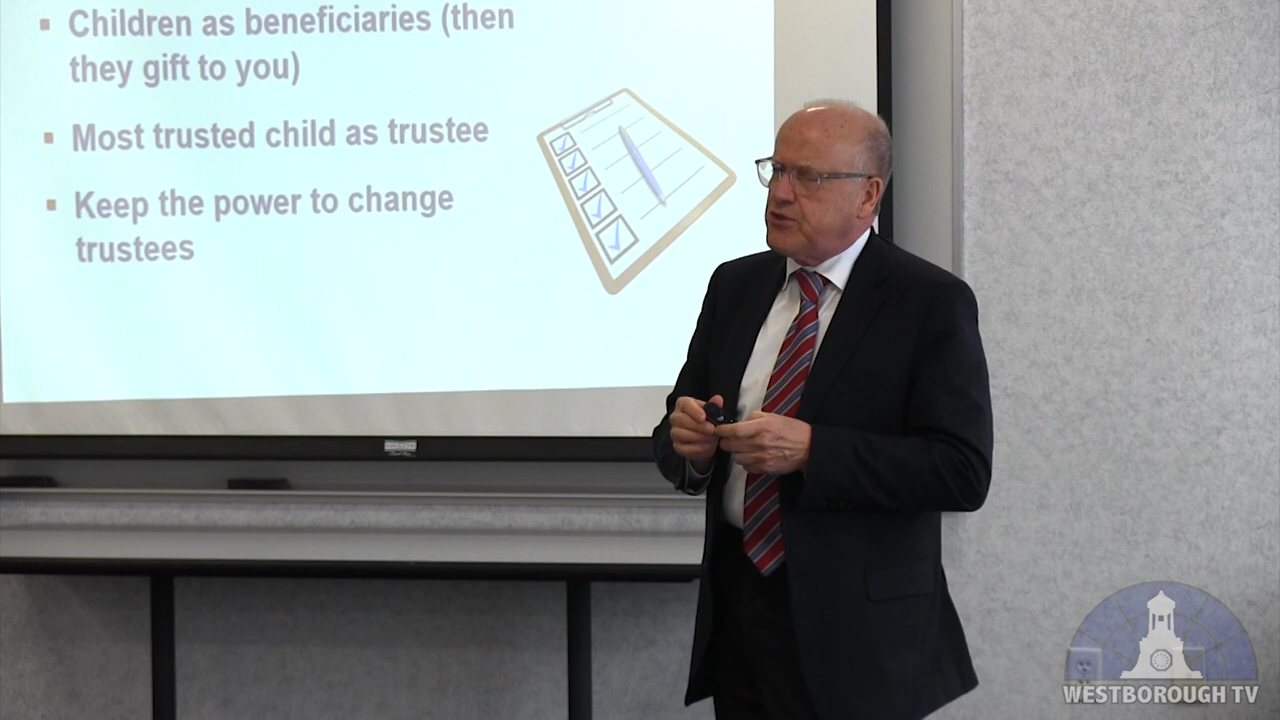 ▪ Children as beneficiaries (then
they gift to you)
▪ Most trusted child as trustee
▪ Keep the power to change
trustees
WESTBOROUGH TV